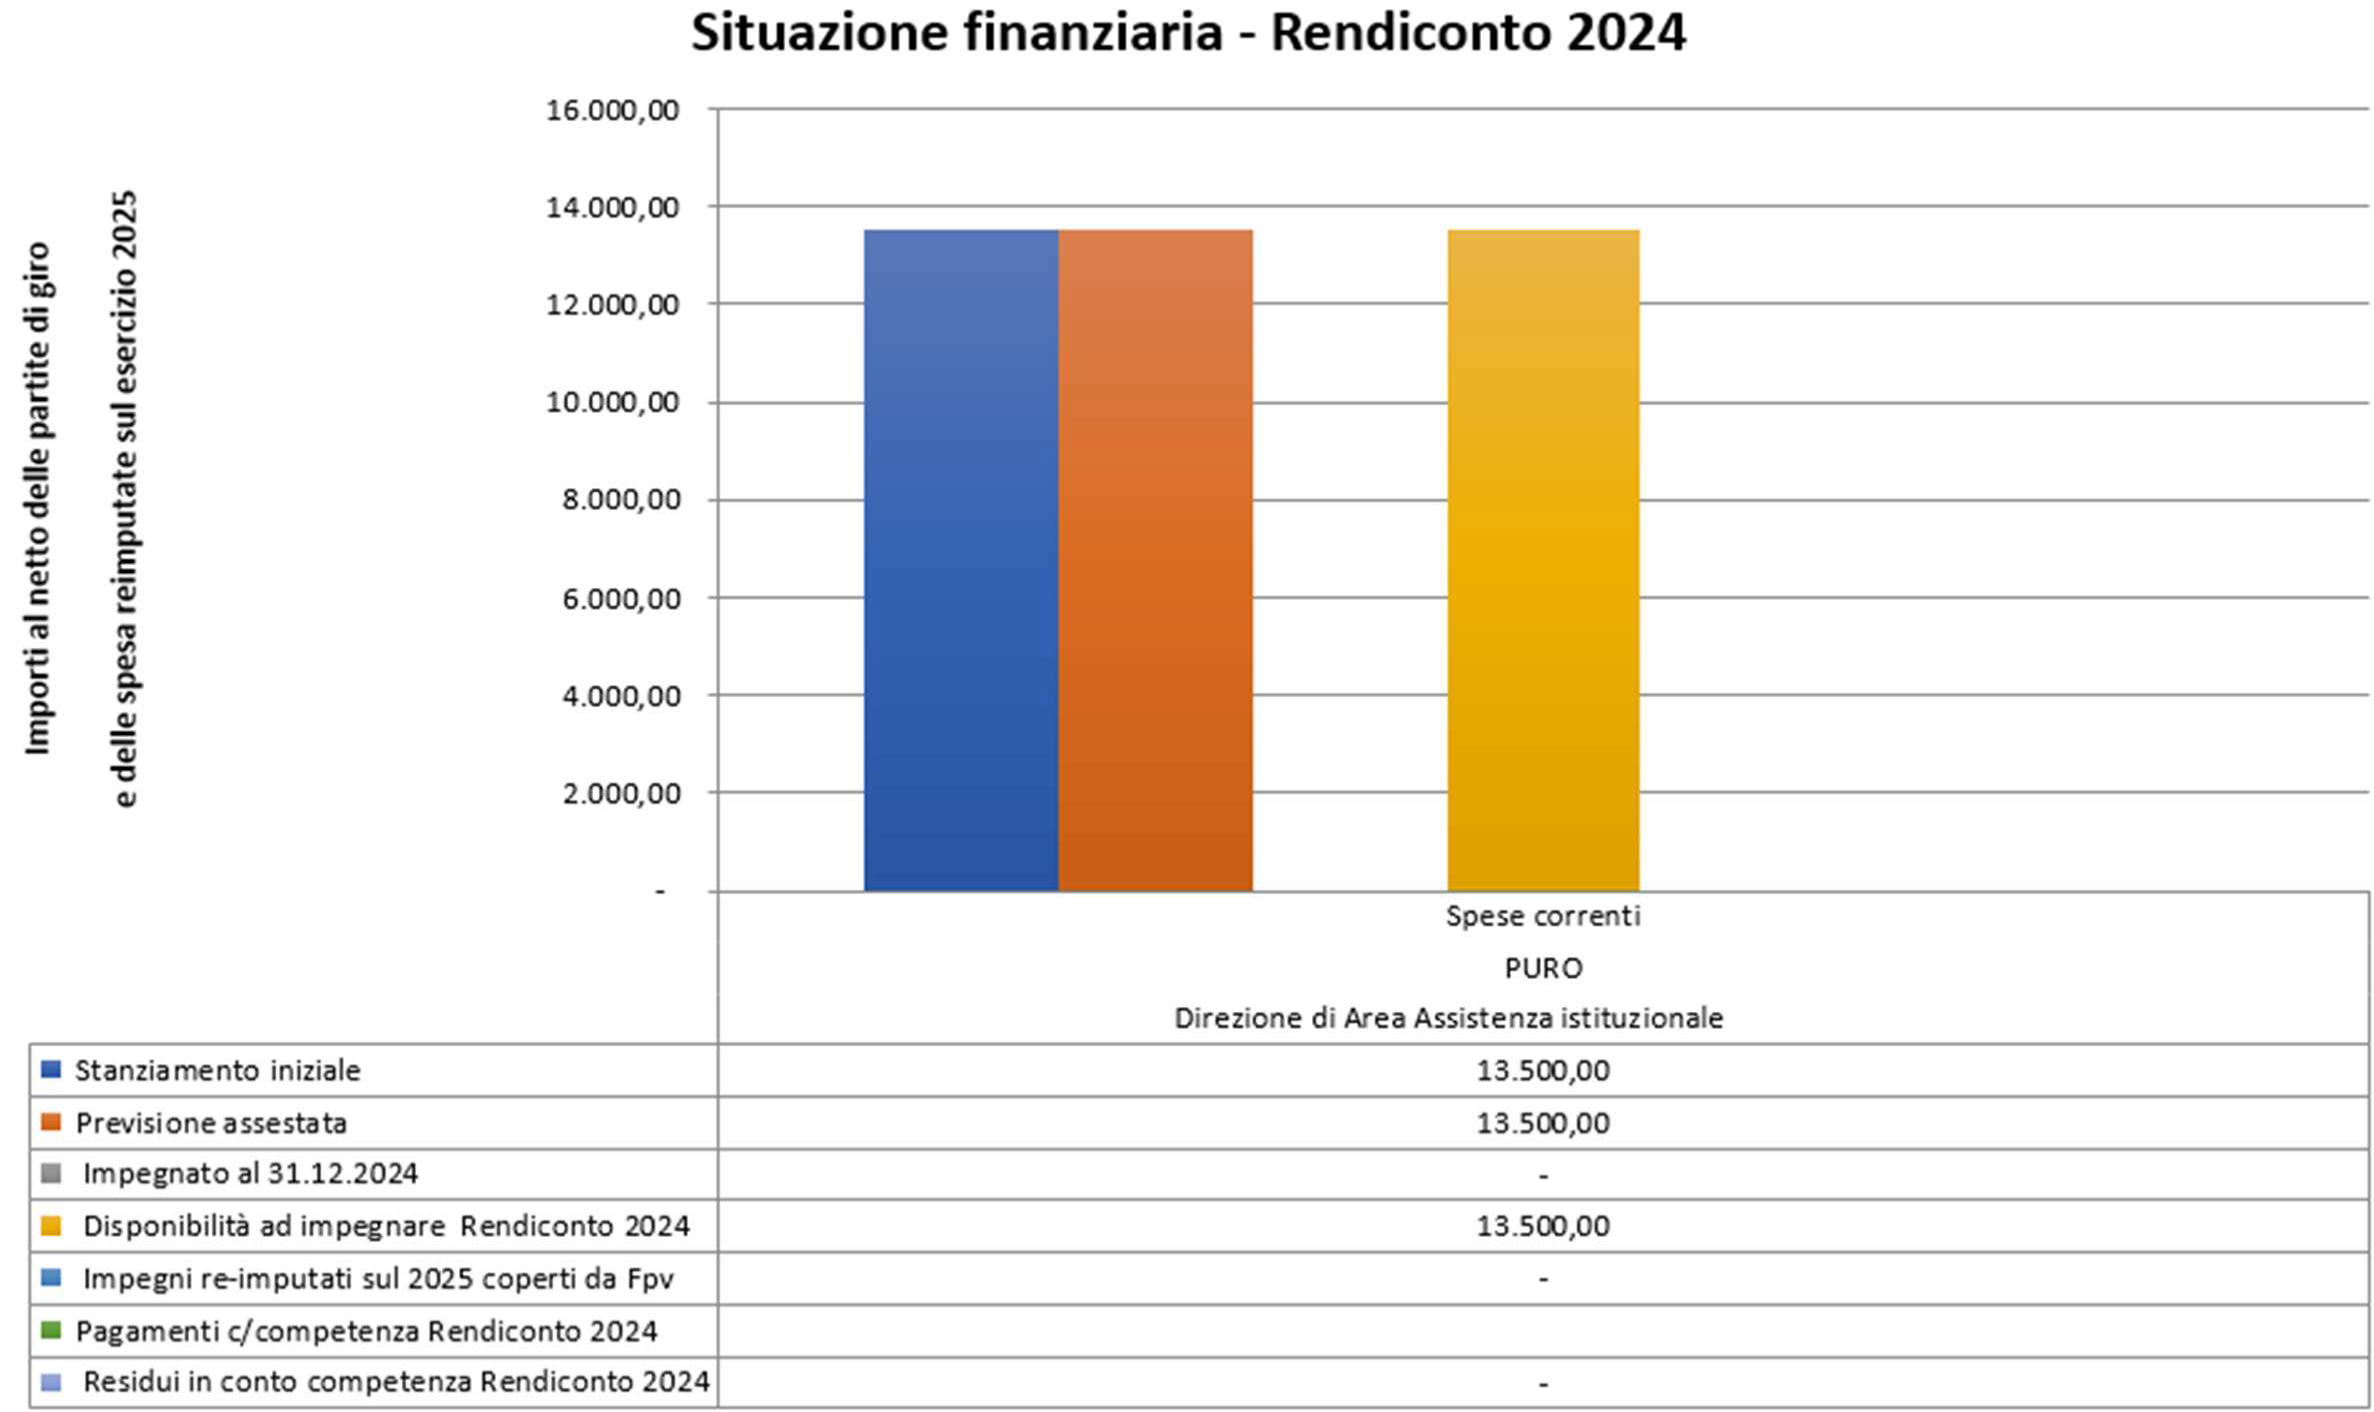 Situazione finanziaria - Rendiconto 2024
Importi al netto delle partite di giro
e delle spesa reimputate sul esercizio 2025
16.000,00
14.000,00
12.000,00
10.000,00
8.000,00
6.000,00
4.000,00
2.000,00
-
Spese correnti
PURO
Direzione di Area Assistenza istituzionale
Stanziamento iniziale 13.500,00
Previsione assestata 13.500,00
Impegnato al 31.12.2024 -
Disponibilità ad impegnare Rendiconto 2024 13.500,00
Impegni re-imputati sul 2025 coperti da Fpv -
Pagamenti c/competenza Rendiconto 2024
Residui in conto competenza Rendiconto 2024 -